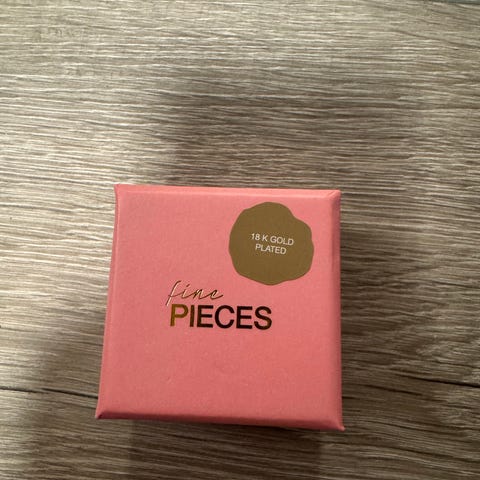 18 K GOLD
PLATED
fine
PIECES